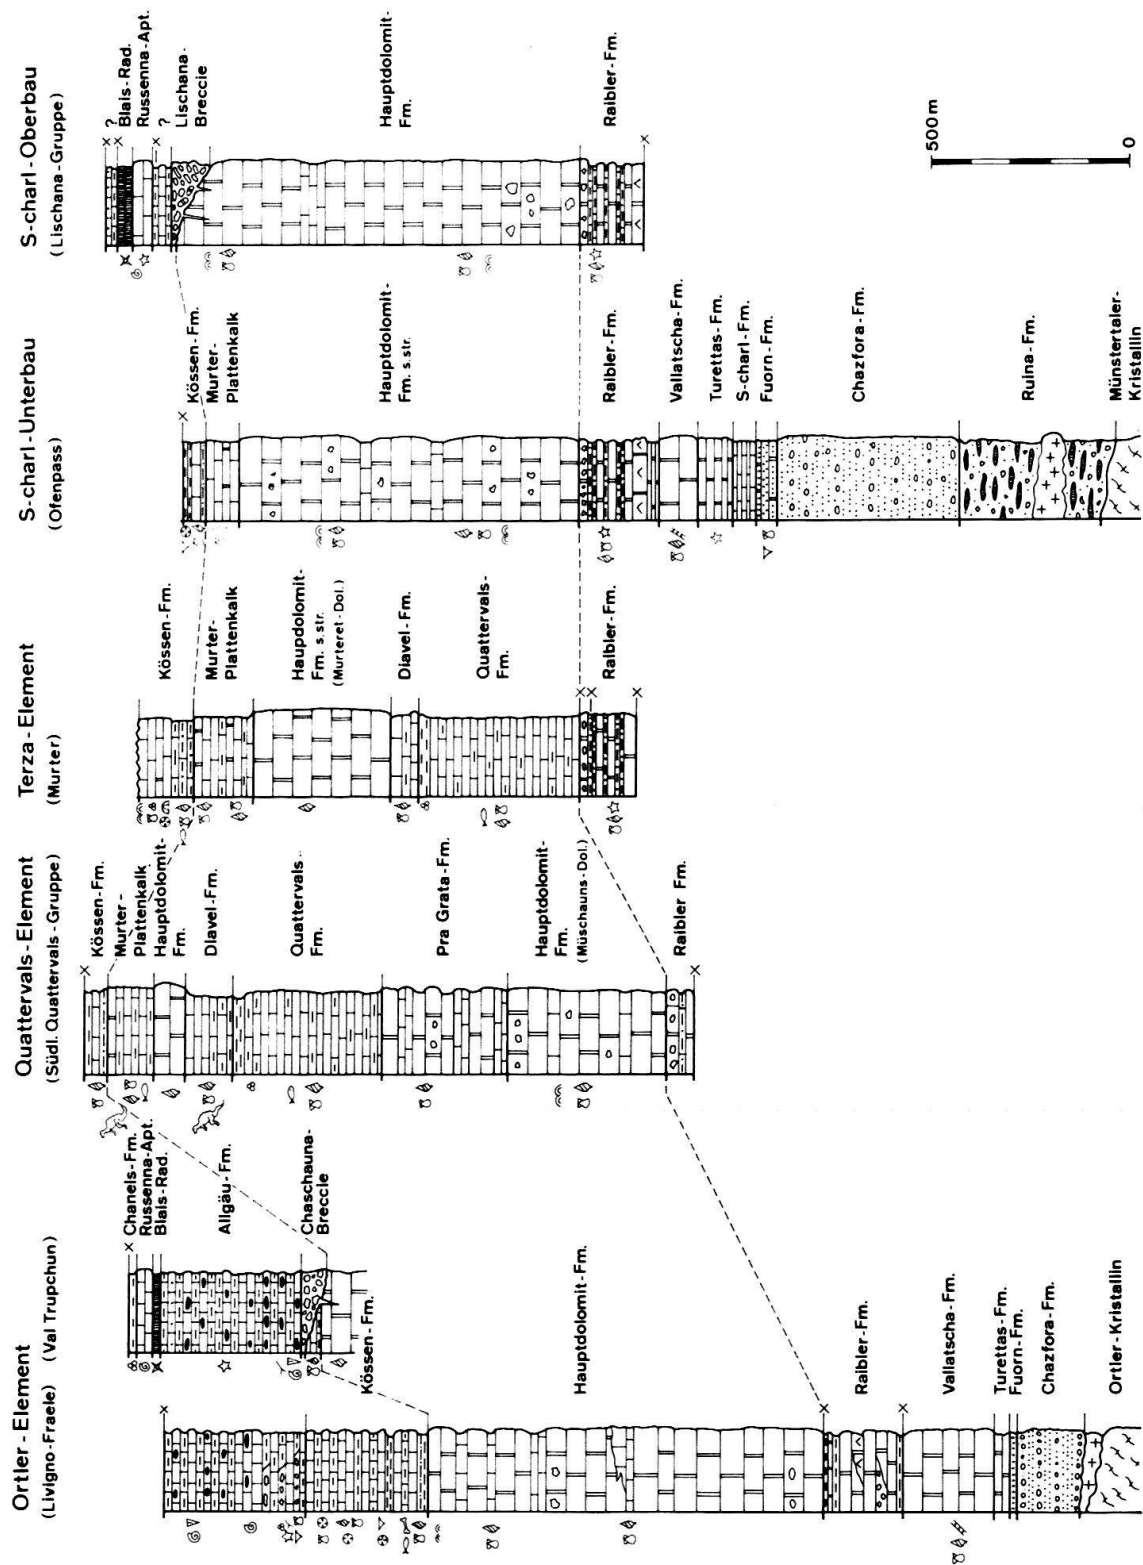 Ortler-Element
(Livigno-Fraele)
(Val Trupchun)
Chanels-Fm.
Russenna-Apt.
Blais-Rad.
Allgäu-Fm.
Chaschauna-
Breccie
Kössen-Fm.
Hauptdolomit-Fm.
Raibler-Fm.
Vallatscha-Fm.
Turettas-Fm.
Fuorn-Fm.
Chazfora-Fm.
Ortler-Kristallin
Quattervals-Element
(Südl. Quattervals-Gruppe)
Kössen-Fm.
Murter-
Plattenkalk
Hauptdolomit-
Fm.
Diavel-Fm.
Quattervals-
Fm.
Pra Grata-Fm.
Hauptdolomit-
Fm.
(Müschauns-Dol.)
Raibler Fm.
Terza-Element
(Murter)
Kössen-Fm.
Murter-
Plattenkalk
Haupdolomit-
Fm. s.str.
(Murteret-Dol.)
Diavel-Fm.
Quattervals-
Fm.
Raibler-Fm.
S-charl-Unterbau
(Ofenpass)
Kössen-Fm.
Murter-
Plattenkalk
Hauptdolomit-
Fm. s.str.
Raibler-Fm.
Vallatscha-Fm.
Turettas-Fm.
S-charl-Fm.
Fuorn-Fm.
Chazfora-Fm.
Ruina-Fm.
Münstertaler-
Kristallin
S-charl-Oberbau
(Lischana-Gruppe)
?
Blais-Rad.
Russenna-Apt.
?
Lischana-
Breccie
Hauptdolomit-
Fm.
Raibler-Fm.
500m
0